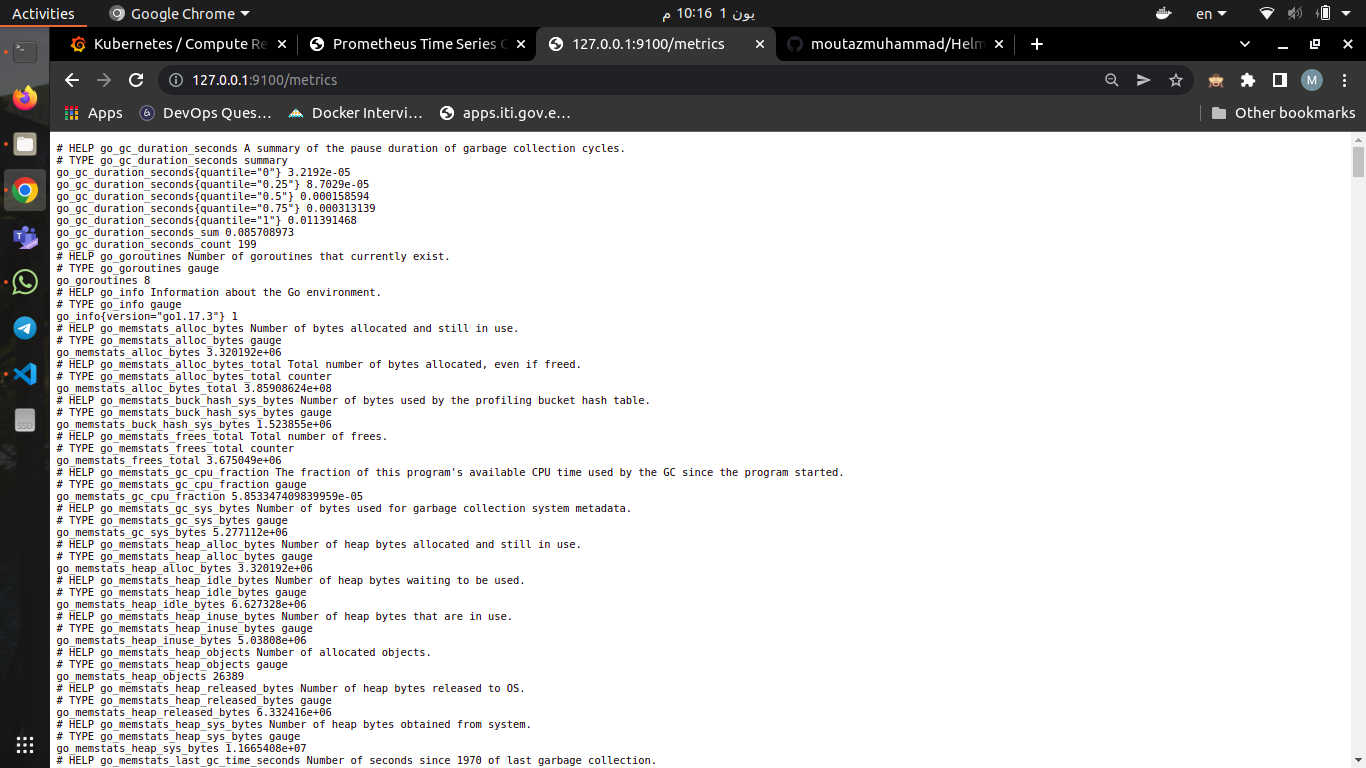 Activities
Google Chrome
يون 1 10:16 م
en
Kubernetes / Compute Re
Prometheus Time Series C
127.0.0.1:9100/metrics
moutazmuhammad/Helm
127.0.0.1:9100/metrics
M
Apps
DevOps Ques…
Docker Intervi…
apps.iti.gov.e…
Other bookmarks
# HELP go_gc_duration_seconds A summary of the pause duration of garbage collection cycles.
# TYPE go_gc_duration_seconds summary
go_gc_duration_seconds{quantile="0"} 3.2192e-05
go_gc_duration_seconds{quantile="0.25"} 8.7029e-05
go_gc_duration_seconds{quantile="0.5"} 0.000158594
go_gc_duration_seconds{quantile="0.75"} 0.000313139
go_gc_duration_seconds{quantile="1"} 0.011391468
go_gc_duration_seconds_sum 0.085708973
go_gc_duration_seconds_count 199
# HELP go_goroutines Number of goroutines that currently exist.
# TYPE go_goroutines gauge
go_goroutines 8
# HELP go_info Information about the Go environment.
# TYPE go_info gauge
go_info{version="go1.17.3"} 1
# HELP go_memstats_alloc_bytes Number of bytes allocated and still in use.
# TYPE go_memstats_alloc_bytes gauge
go_memstats_alloc_bytes 3.320192e+06
# HELP go_memstats_alloc_bytes_total Total number of bytes allocated, even if freed.
# TYPE go_memstats_alloc_bytes_total counter
go_memstats_alloc_bytes_total 3.85908624e+08
# HELP go_memstats_buck_hash_sys_bytes Number of bytes used by the profiling bucket hash table.
# TYPE go_memstats_buck_hash_sys_bytes gauge
go_memstats_buck_hash_sys_bytes 1.523855e+06
# HELP go_memstats_frees_total Total number of frees.
# TYPE go_memstats_frees_total counter
go_memstats_frees_total 3.675049e+06
# HELP go_memstats_gc_cpu_fraction The fraction of this program's available CPU time used by the GC since the program started.
# TYPE go_memstats_gc_cpu_fraction gauge
go_memstats_gc_cpu_fraction 5.853347409839959e-05
# HELP go_memstats_gc_sys_bytes Number of bytes used for garbage collection system metadata.
# TYPE go_memstats_gc_sys_bytes gauge
go_memstats_gc_sys_bytes 5.277112e+06
# HELP go_memstats_heap_alloc_bytes Number of heap bytes allocated and still in use.
# TYPE go_memstats_heap_alloc_bytes gauge
go_memstats_heap_alloc_bytes 3.320192e+06
# HELP go_memstats_heap_idle_bytes Number of heap bytes waiting to be used.
# TYPE go_memstats_heap_idle_bytes gauge
go_memstats_heap_idle_bytes 6.627328e+06
# HELP go_memstats_heap_inuse_bytes Number of heap bytes that are in use.
# TYPE go_memstats_heap_inuse_bytes gauge
go_memstats_heap_inuse_bytes 5.03808e+06
# HELP go_memstats_heap_objects Number of allocated objects.
# TYPE go_memstats_heap_objects gauge
go_memstats_heap_objects 26389
# HELP go_memstats_heap_released_bytes Number of heap bytes released to OS.
# TYPE go_memstats_heap_released_bytes gauge
go_memstats_heap_released_bytes 6.332416e+06
# HELP go_memstats_heap_sys_bytes Number of heap bytes obtained from system.
# TYPE go_memstats_heap_sys_bytes gauge
go_memstats_heap_sys_bytes 1.1665408e+07
# HELP go_memstats_last_gc_time_seconds Number of seconds since 1970 of last garbage collection.
SSD